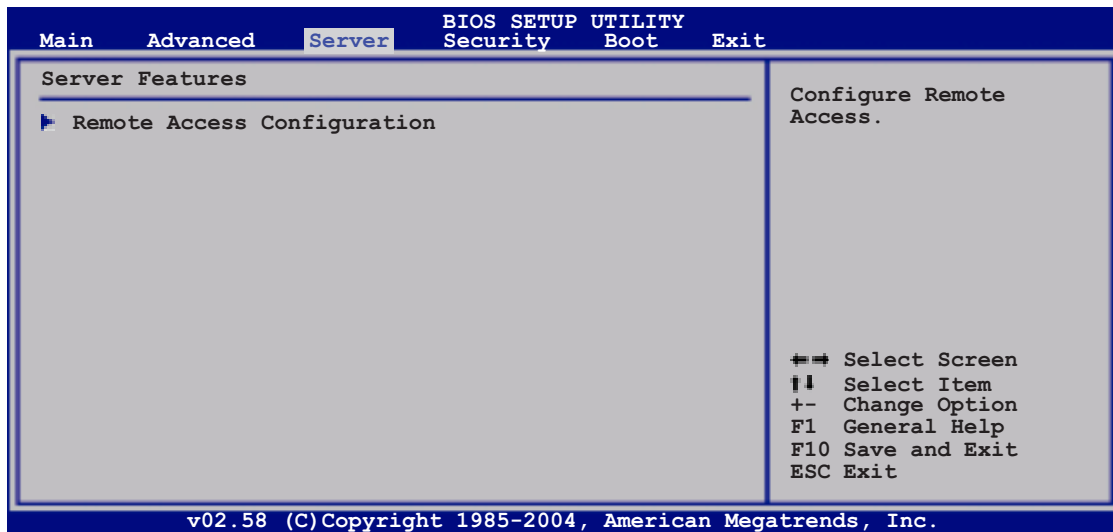 BIOS SETUP UTILITY
Main Advanced Server Security Boot Exit
Server Features
Remote Access Configuration
Configure Remote
Access.
Select Screen
Select Item
+- Change Option
F1 General Help
F10 Save and Exit
ESC Exit
v02.58 (C)Copyright 1985-2004, American Megatrends, Inc.